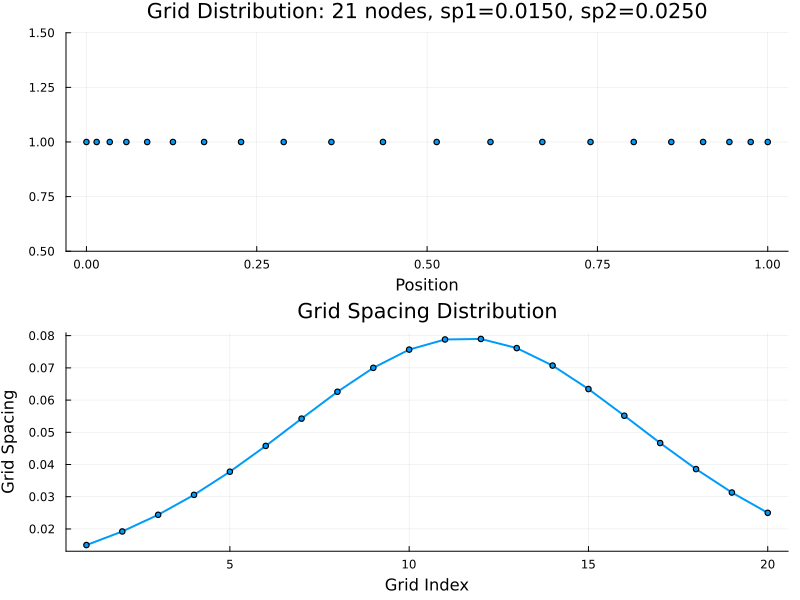 Grid Distribution: 21 nodes, sp1=0.0150, sp2=0.0250
1.50
1.25
1.00
0.75
0.50
0.00 0.25 0.50 0.75 1.00
Position
Grid Spacing Distribution
Grid Spacing
0.08
0.07
0.06
0.05
0.04
0.03
0.02
5 10 15 20
Grid Index